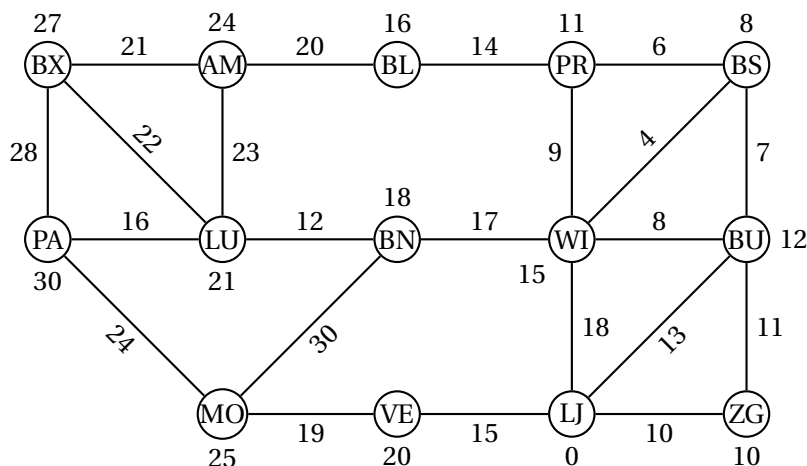 27 24 16 11 8
BX 21 AM 20 BL 14 PR 6 BS
28 22 23 9 4 7
18
PA 16 LU 12 BN 17 WI 8 BU 12
30 21 15
24 30 18 13 11
MO 19 VE 15 LJ 10 ZG
25 20 0 10